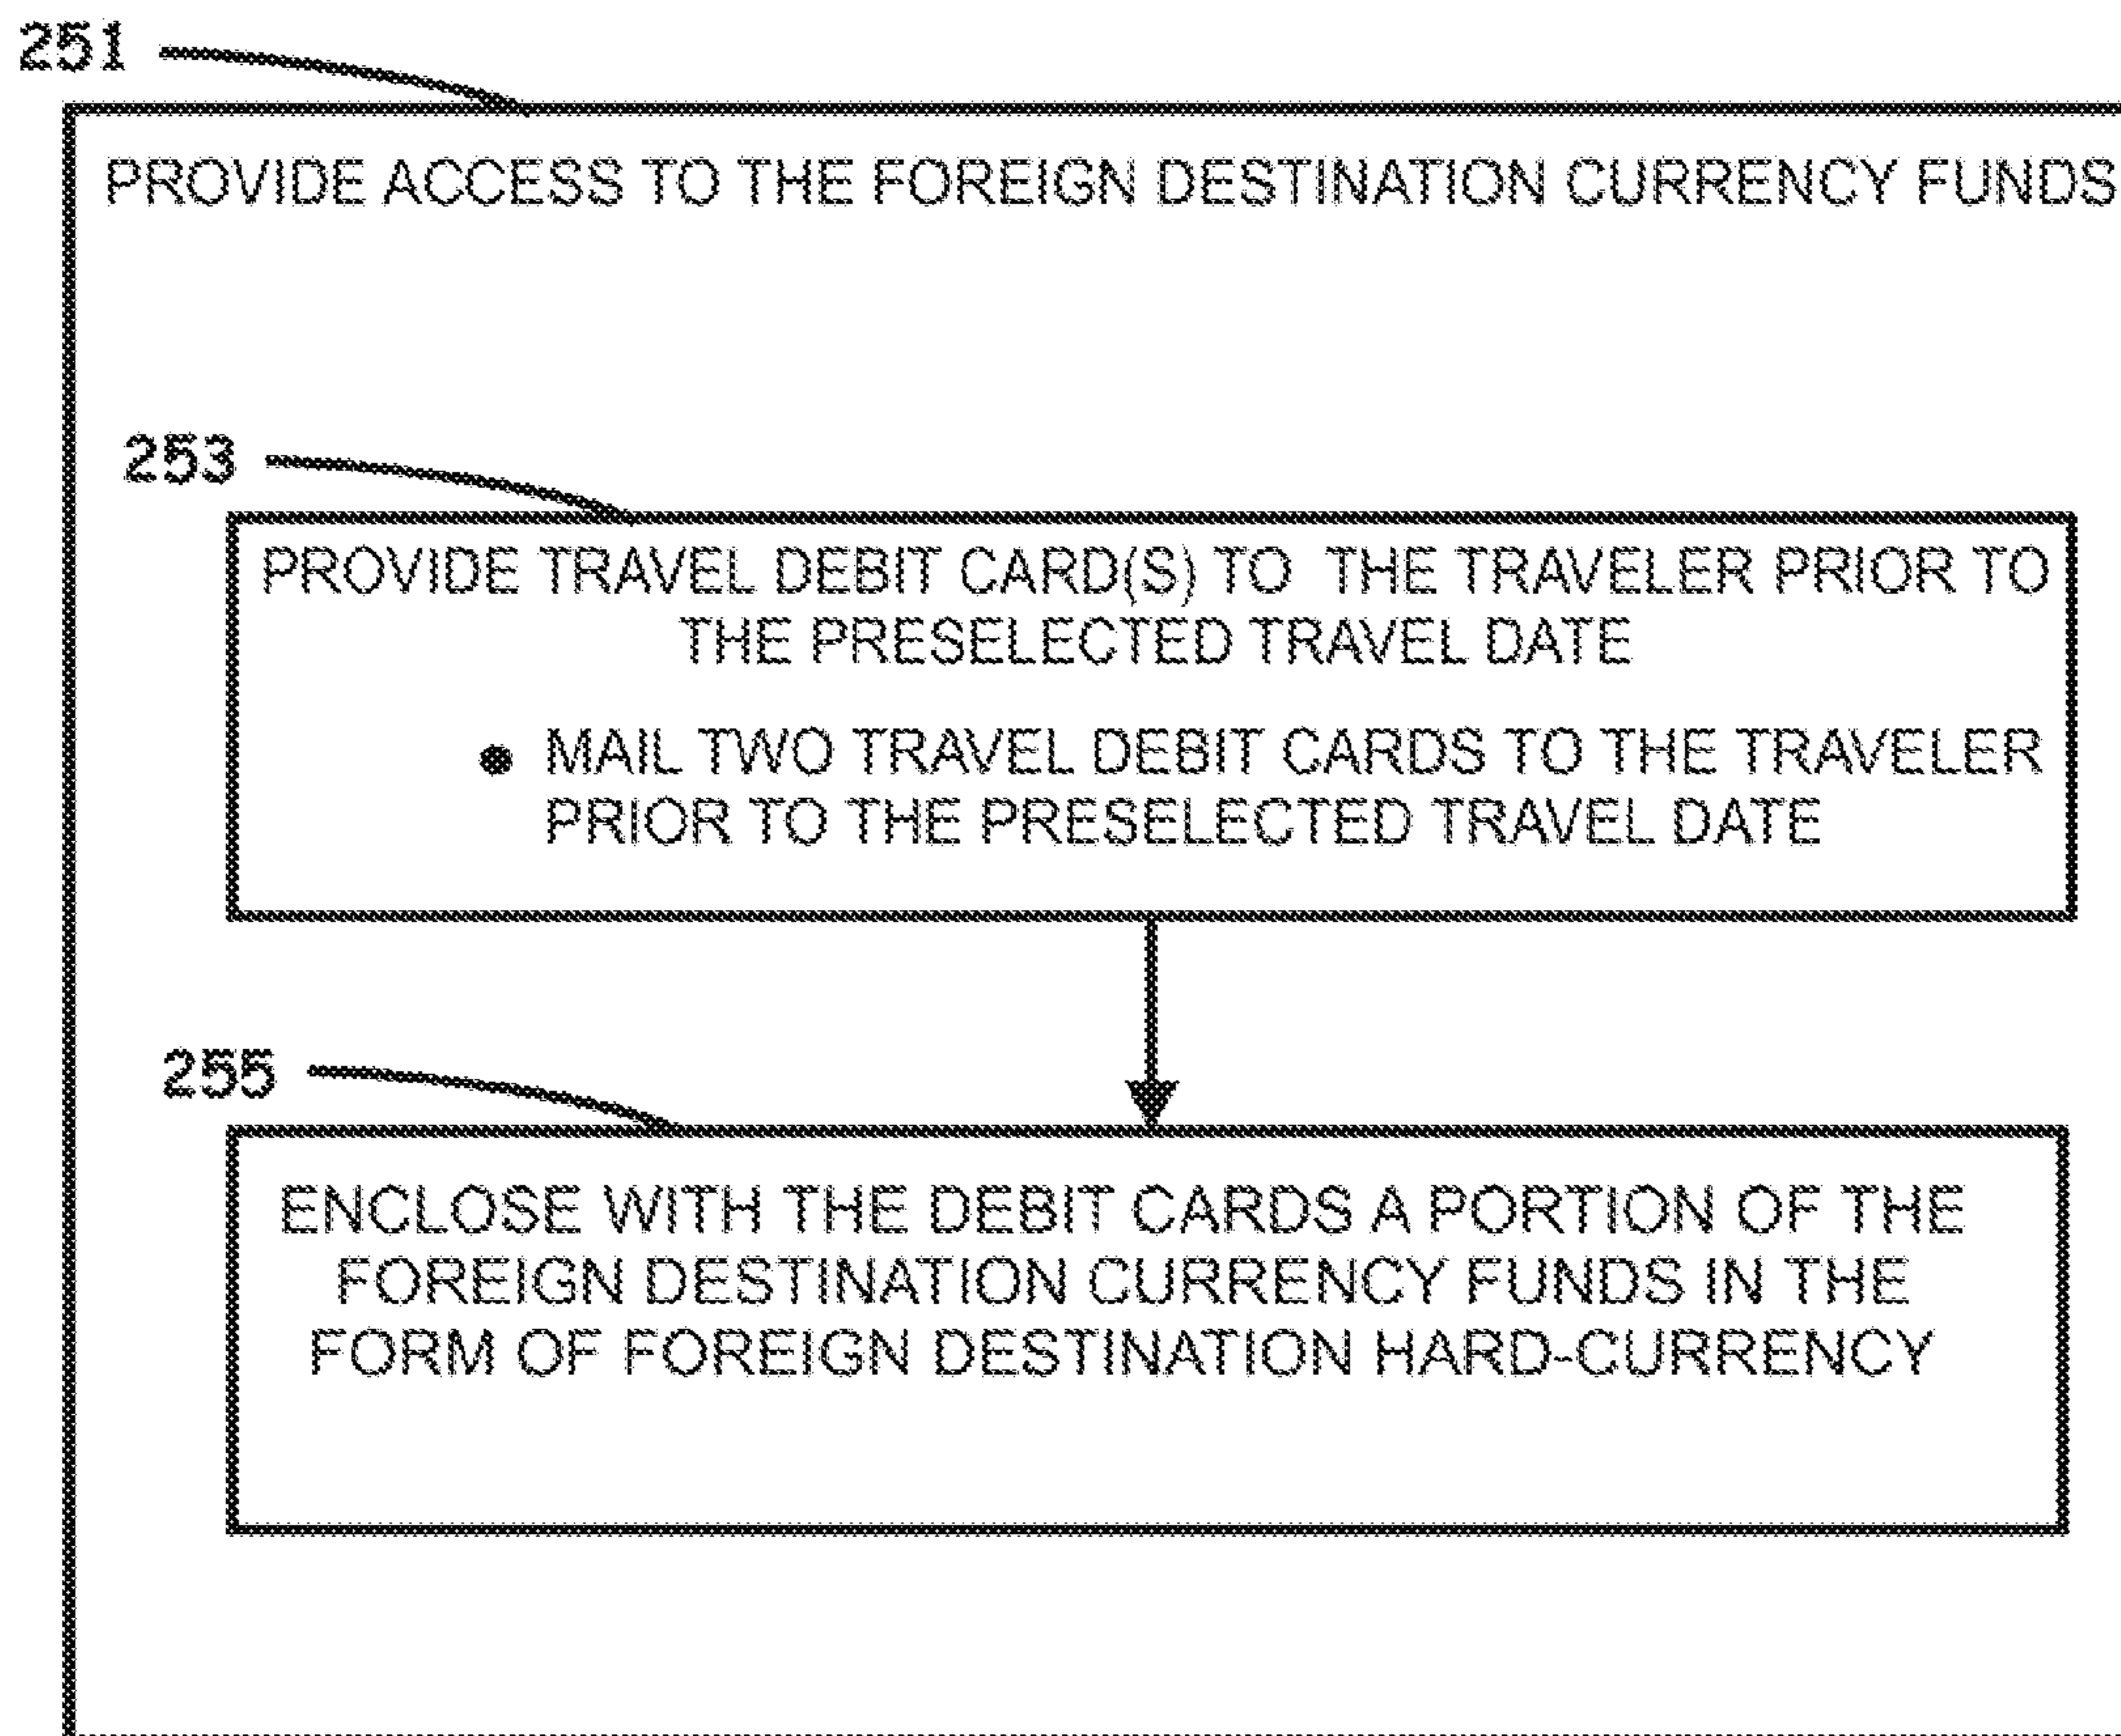 251
PROVIDE ACCESS TO THE FOREIGN DESTINATION CURRENCY FUNDS
253
PROVIDE TRAVEL DEBIT CARD(S) TO THE TRAVELER PRIOR TO
THE PRESELECTED TRAVEL DATE
● MAIL TWO TRAVEL DEBIT CARDS TO THE TRAVELER
PRIOR TO THE PRESELECTED TRAVEL DATE
255
ENCLOSE WITH THE DEBIT CARDS A PORTION OF THE
FOREIGN DESTINATION CURRENCY FUNDS IN THE
FORM OF FOREIGN DESTINATION HARD-CURRENCY